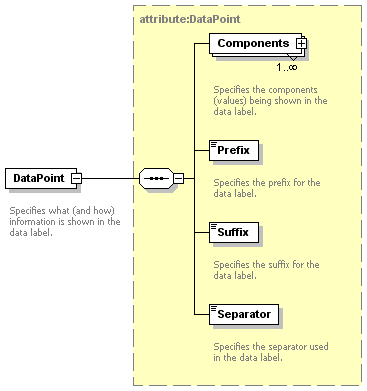 attribute:DataPoint
Components
1..∞
Specifies the components
(values) being shown in the
data label.
Prefix
Specifies the prefix for the
data label.
DataPoint
Specifies what (and how)
information is shown in the
data label.
Suffix
Specifies the suffix for the
data label.
Separator
Specifies the separator used
in the data label.